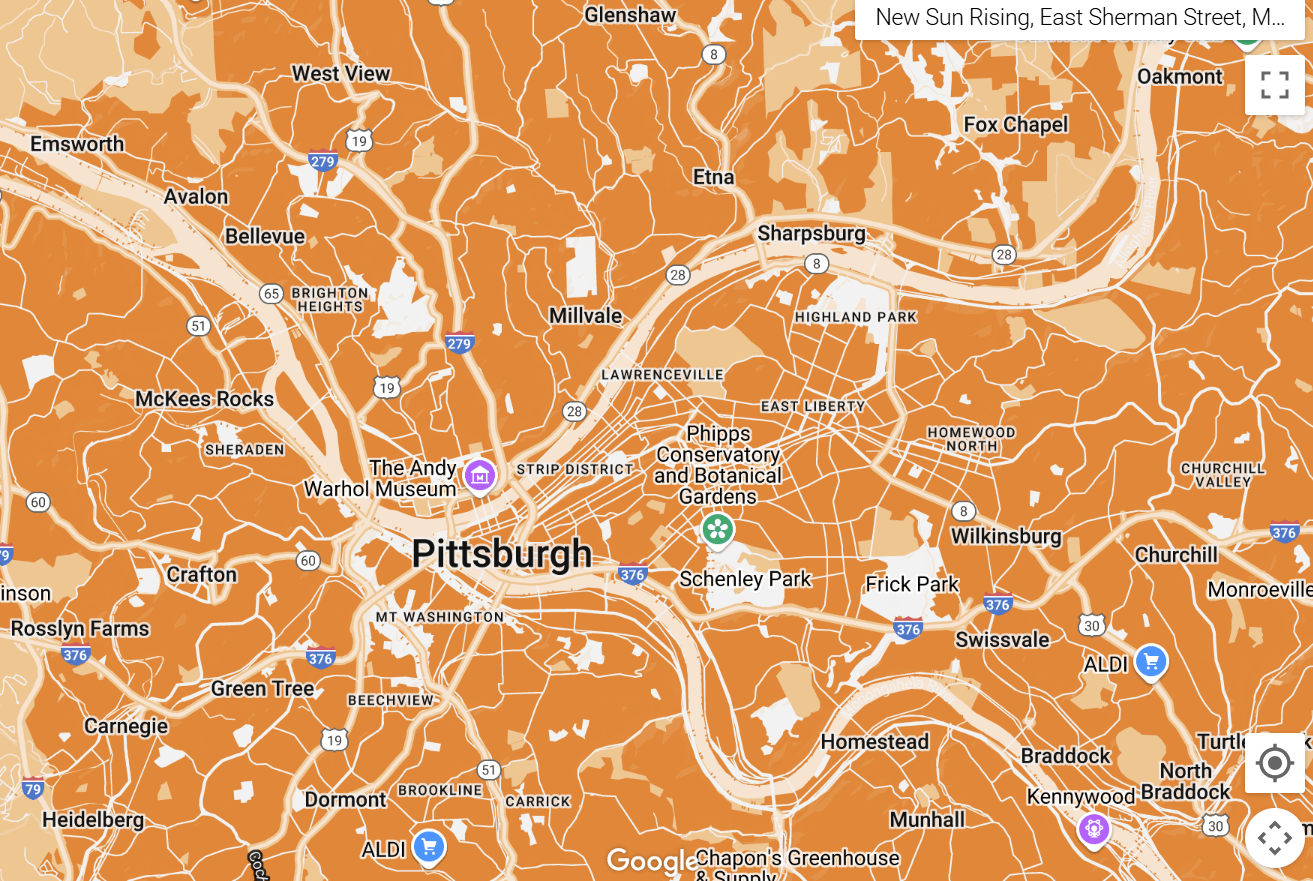 New Sun Rising, East Sherman Street, M...
Glenshaw
8
West View
Oakmont
Fox Chapel
19
Emsworth
279
Etna
Avalon
Bellevue
Sharpsburg
28
8
28
65
BRIGHTON
HEIGHTS
51
Millvale
HIGHLAND PARK
279
LAWRENCEVILLE
19
McKees Rocks
28
EAST LIBERTY
Phipps
Conservatory
and Botanical
Gardens
HOMEWOOD
NORTH
SHERADEN
The Andy
Warhol Museum
STRIP DISTRICT
CHURCHILL
VALLEY
60
8
376
Wilkinsburg
Pittsburgh
Churchill
60
Crafton
376
Schenley Park
Frick Park
Monroeville
inson
376
MT WASHINGTON
Rosslyn Farms
376
30
Swissvale
376
376
ALDI
Green Tree
BEECHVIEW
Carnegie
19
Homestead
Braddock
51
North
Braddock
79
Dormont
BROOKLINE
CARRICK
Kennywood
Heidelberg
Munhall
30
ALDI
Google
Chapon's Greenhouse
& Supply